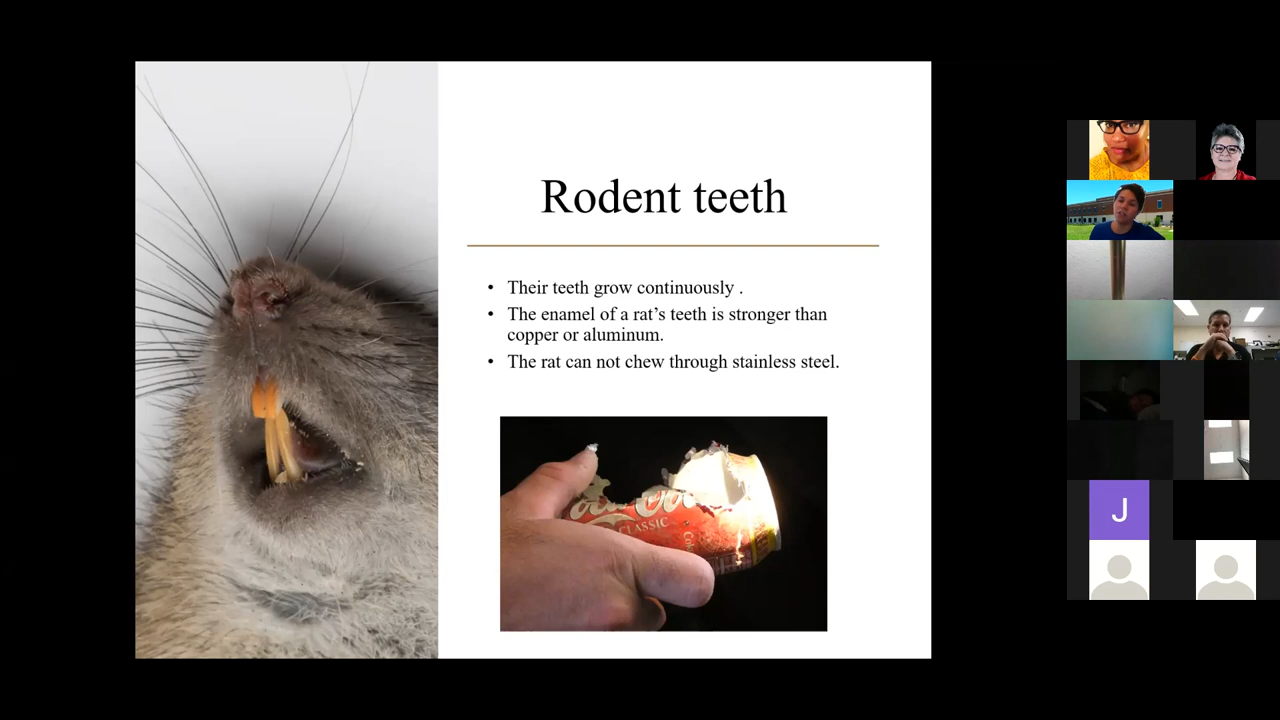 Rodent teeth
• Their teeth grow continuously .
• The enamel of a rat's teeth is stronger than
copper or aluminum.
• The rat can not chew through stainless steel.
CLASSIC
J